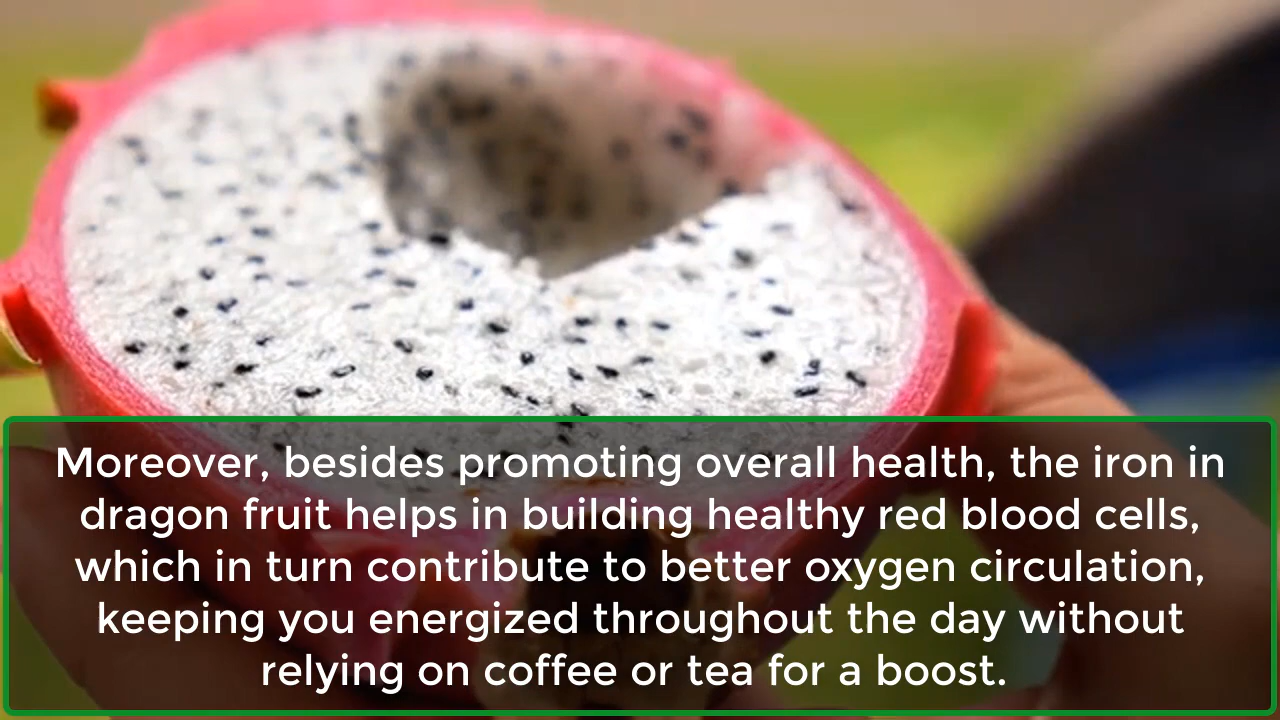 Moreover, besides promoting overall health, the iron in
dragon fruit helps in building healthy red blood cells,
which in turn contribute to better oxygen circulation,
keeping you energized throughout the day without
relying on coffee or tea for a boost.